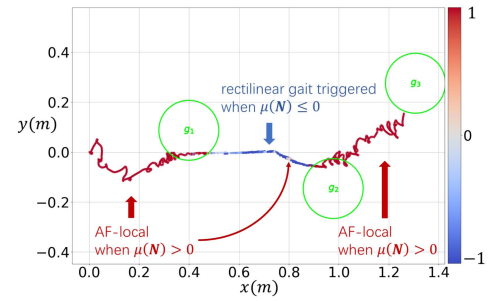 1
0.4
g₃
rectilinear gait triggered
when μ(N) ≤ 0
0.2
g₁
y(m)
0.0
0
g₂
−0.2
AF-local
when μ(N) > 0
AF-local
when μ(N) > 0
−0.4
−1
0.0 0.2 0.4 0.6 0.8 1.0 1.2 1.4
x(m)